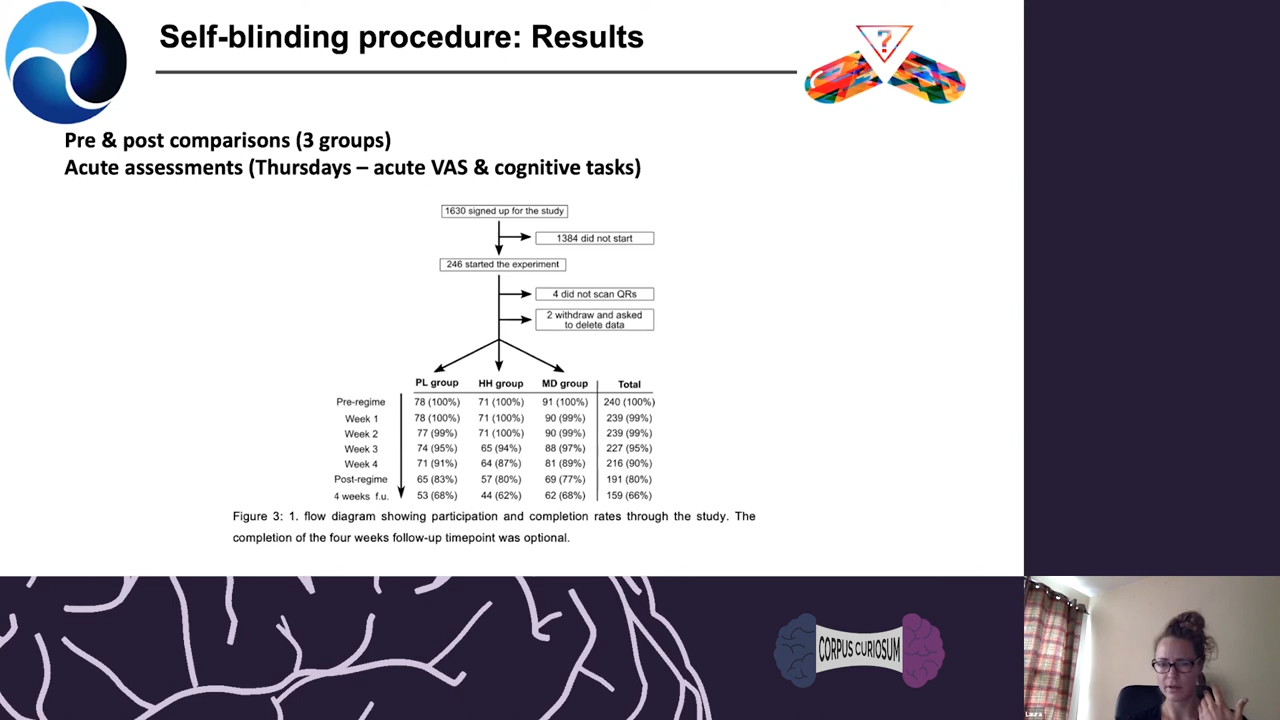 Self-blinding procedure: Results
?
Pre & post comparisons (3 groups)
Acute assessments (Thursdays – acute VAS & cognitive tasks)
1630 signed up for the study
1384 did not start
246 started the experiment
4 did not scan QRs
2 withdraw and asked
to delete data
PL group HH group MD group Total
Pre-regime 78 (100%) 71 (100%) 91 (100%) 240 (100%)
Week 1 78 (100%) 71 (100%) 90 (99%) 239 (99%)
Week 2 77 (99%) 71 (100%) 90 (99%) 239 (99%)
Week 3 74 (95%) 65 (94%) 88 (97%) 227 (95%)
Week 4 71 (91%) 64 (87%) 81 (89%) 216 (90%)
Post-regime 65 (83%) 57 (80%) 69 (77%) 191 (80%)
4 weeks f.u. 53 (68%) 44 (62%) 62 (68%) 159 (66%)
Figure 3: 1. flow diagram showing participation and completion rates through the study. The
completion of the four weeks follow-up timepoint was optional.
CORPUS CURIOSUM
Laura